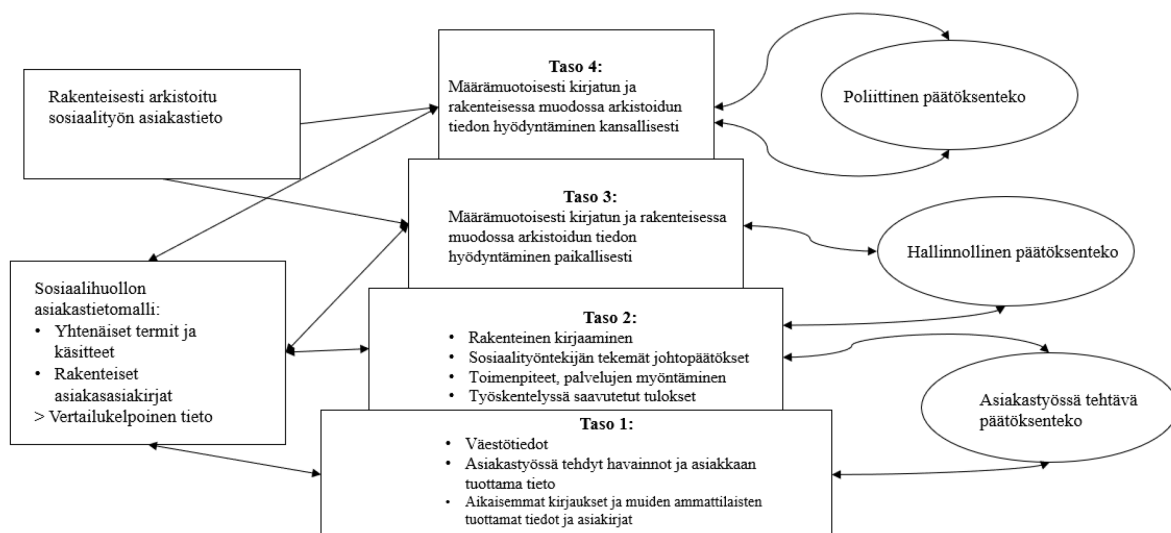 Rakenteisesti arkistoitu
sosiaalityön asiakastieto
Sosiaalihuollon
asiakastietomalli:
• Yhtenäiset termit ja
käsitteet
• Rakenteiset
asiakasasiakirjat
> Vertailukelpoinen tieto
Taso 4:
Määrämuotoisesti kirjatun ja
rakenteisessa muodossa arkistoidun
tiedon hyödyntäminen kansallisesti
Taso 3:
Määrämuotoisesti kirjatun ja rakenteisessa
muodossa arkistoidun tiedon
hyödyntäminen paikallisesti
Taso 2:
• Rakenteinen kirjaaminen
• Sosiaalityöntekijän tekemät johtopäätökset
• Toimenpiteet, palvelujen myöntäminen
• Työskentelyssä saavutetut tulokset
Taso 1:
• Väestötiedot
• Asiakastyössä tehdyt havainnot ja asiakkaan
tuottama tieto
• Aikaisemmat kirjaukset ja muiden ammattilaisten
tuottamat tiedot ja asiakirjat
Poliittinen päätöksenteko
Hallinnollinen päätöksenteko
Asiakastyössä tehtävä
päätöksenteko